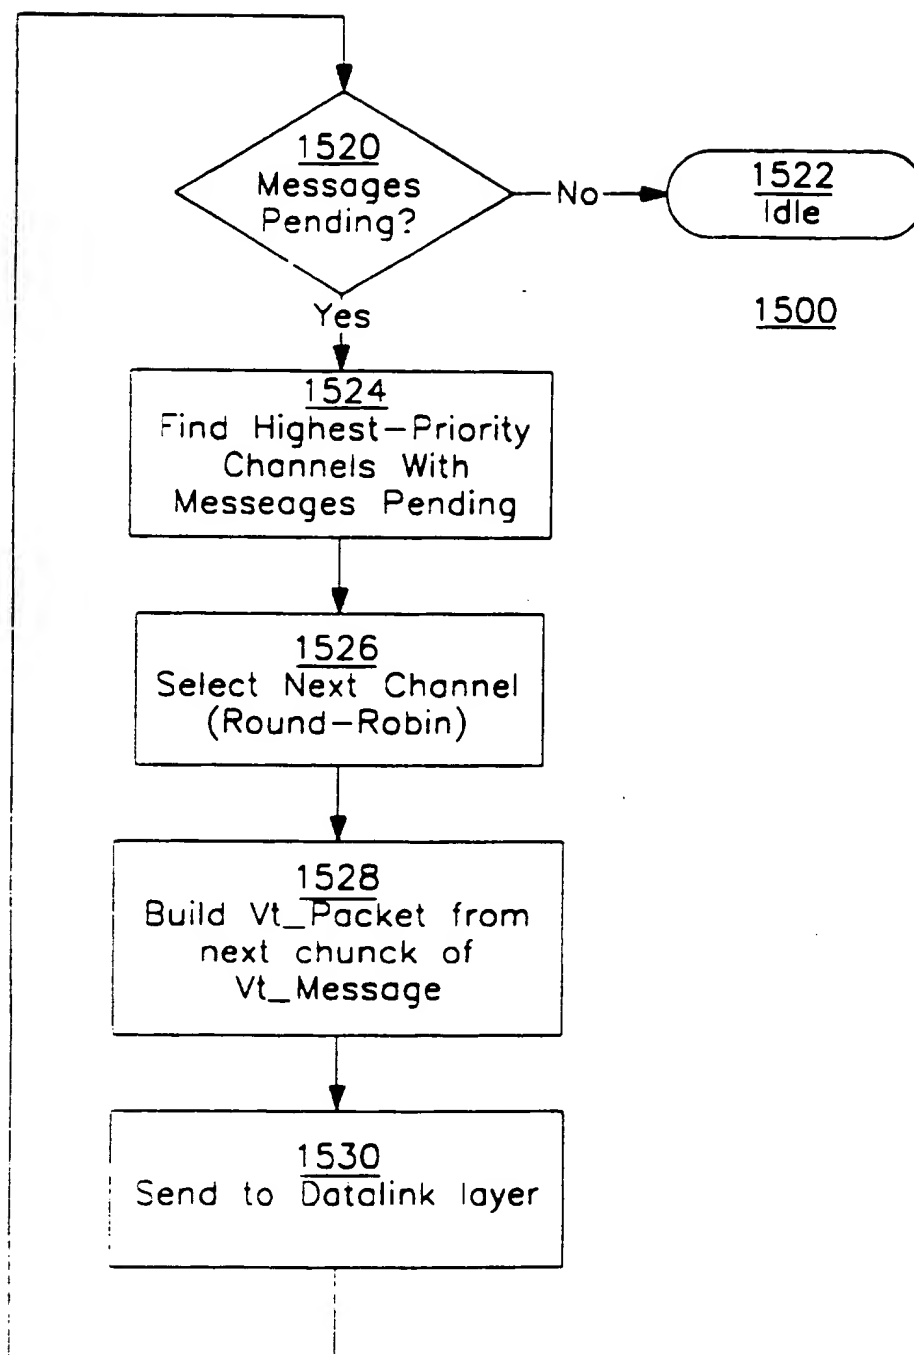 1520
Messages
Pending?
No
1522
Idle
Yes
1500
1524
Find Highest-Priority
Channels With
Messeages Pending
1526
Select Next Channel
(Round-Robin)
1528
Build Vt_Packet from
next chunck of
Vt_Message
1530
Send to Datalink layer